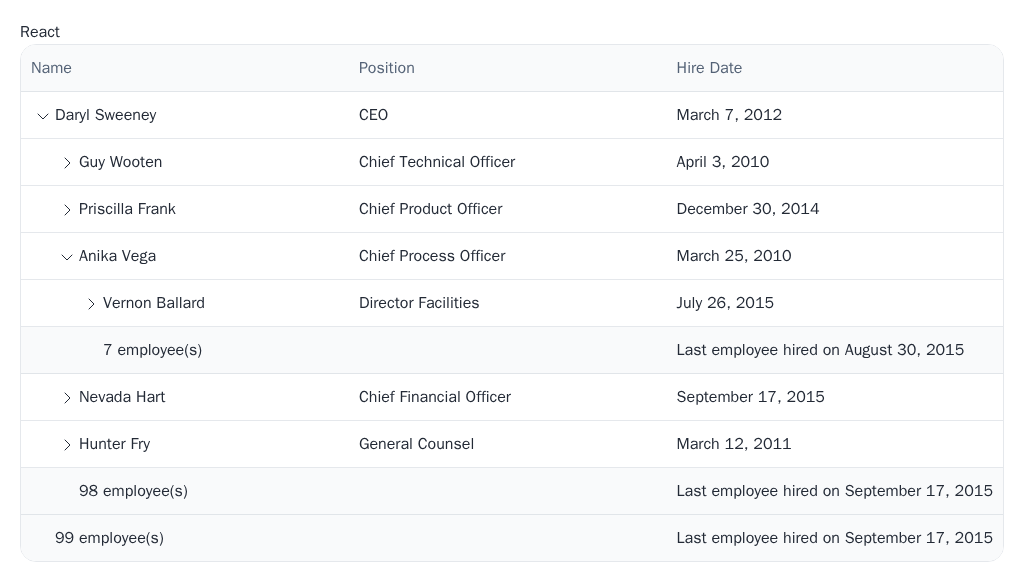 React
Name Position Hire Date
Daryl Sweeney CEO March 7, 2012
Guy Wooten Chief Technical Officer April 3, 2010
Priscilla Frank Chief Product Officer December 30, 2014
Anika Vega Chief Process Officer March 25, 2010
Vernon Ballard Director Facilities July 26, 2015
7 employee(s) Last employee hired on August 30, 2015
Nevada Hart Chief Financial Officer September 17, 2015
Hunter Fry General Counsel March 12, 2011
98 employee(s) Last employee hired on September 17, 2015
99 employee(s) Last employee hired on September 17, 2015